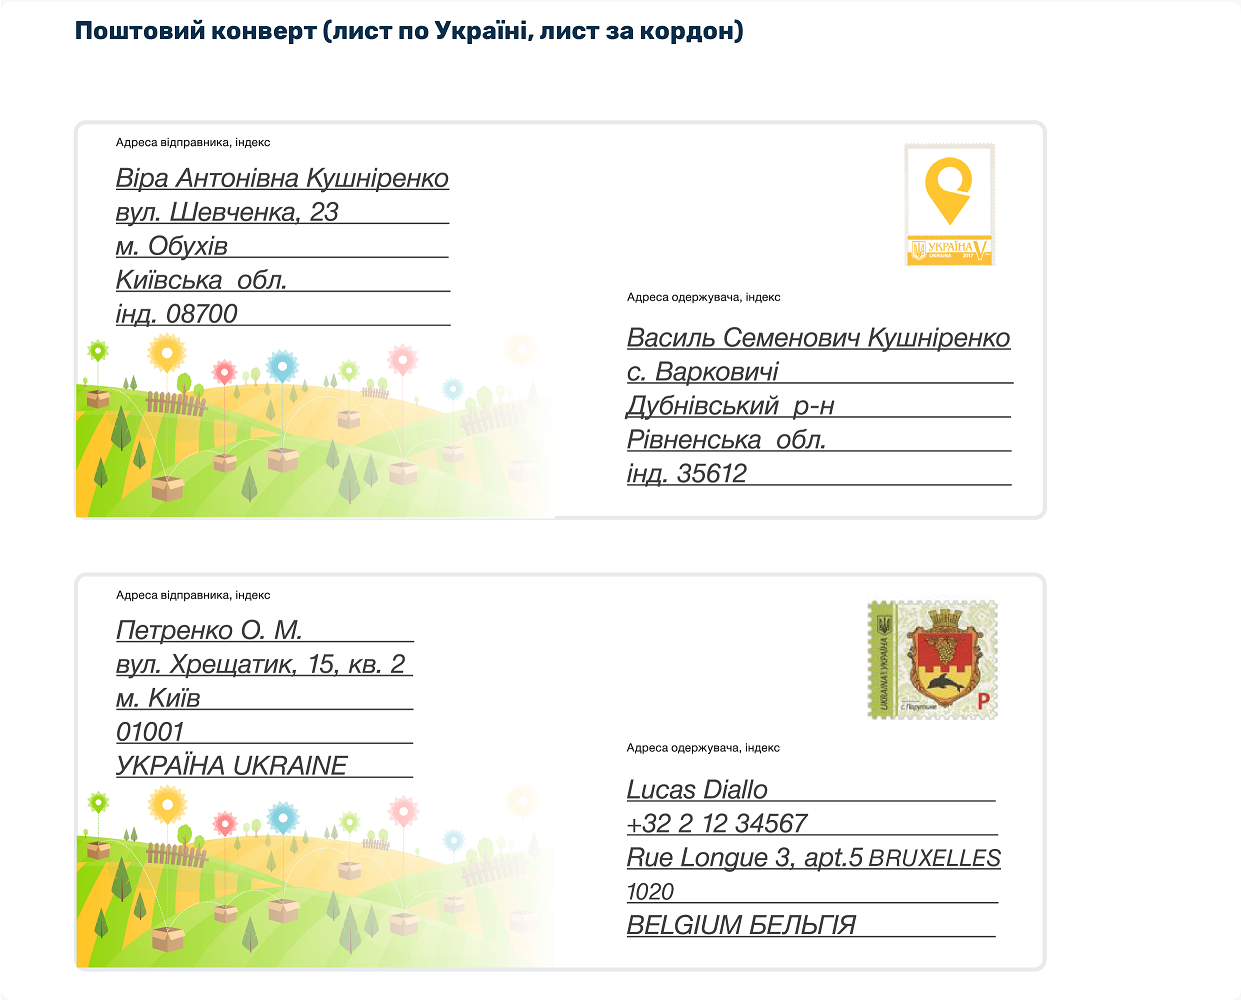 Поштовий конверт (лист по Україні, лист за кордон)
Адреса відправника, індекс
Віра Антонівна Кушніренко
вул. Шевченка, 23
м. Обухів
Київська обл.
інд. 08700
УКРАЇНА V
UKRAINA 2017
Адреса одержувача, індекс
Василь Семенович Кушніренко
с. Варковичі
Дубнівський р-н
Рівненська обл.
інд. 35612
Адреса відправника, індекс
Петренко О. М.
вул. Хрещатик, 15, кв. 2
м. Київ
01001
УКРАЇНА UKRAINE
UKRAINA УКРАЇНА
с. Парутине
P
Адреса одержувача, індекс
Lucas Diallo
+32 2 12 34567
Rue Longue 3, apt.5 BRUXELLES
1020
BELGIUM БЕЛЬГІЯ